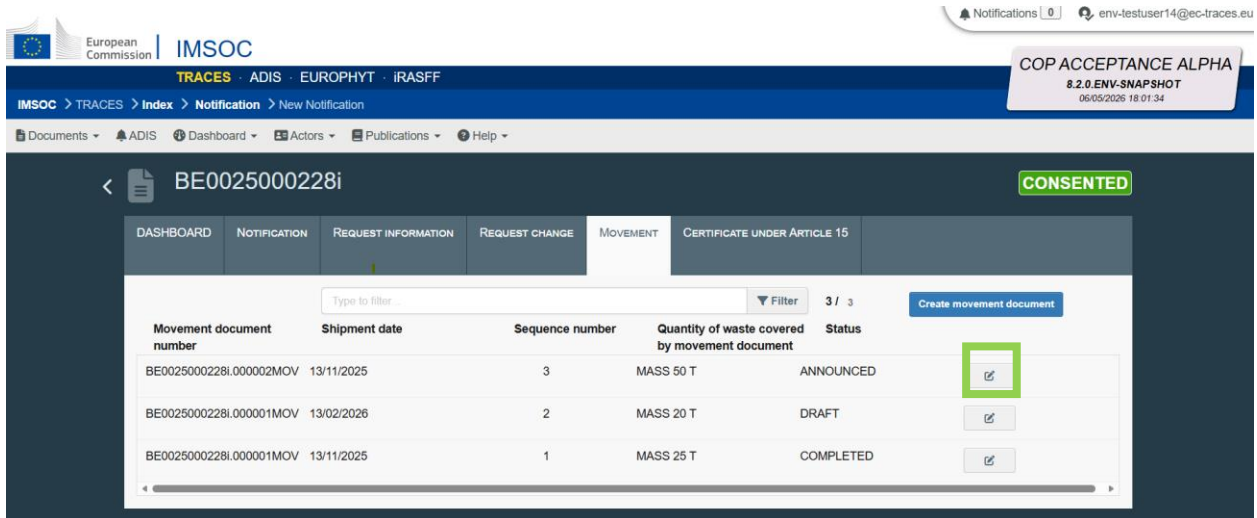 Notifications 0 env-testuser14@ec-traces.eu
European
Commission
IMSOC
COP ACCEPTANCE ALPHA
8.2.0.ENV-SNAPSHOT
06/05/2026 18:01:34
TRACES · ADIS · EUROPHYT · iRASFF
IMSOC > TRACES > Index > Notification > New Notification
Documents ADIS Dashboard Actors Publications Help
BE0025000228i
CONSENTED
DASHBOARD NOTIFICATION REQUEST INFORMATION REQUEST CHANGE MOVEMENT CERTIFICATE UNDER ARTICLE 15
Type to filter... Filter 3 / 3 Create movement document
Movement document number Shipment date Sequence number Quantity of waste covered by movement document Status
BE0025000228i.000002MOV 13/11/2025 3 MASS 50 T ANNOUNCED
BE0025000228i.000001MOV 13/02/2026 2 MASS 20 T DRAFT
BE0025000228i.000001MOV 13/11/2025 1 MASS 25 T COMPLETED